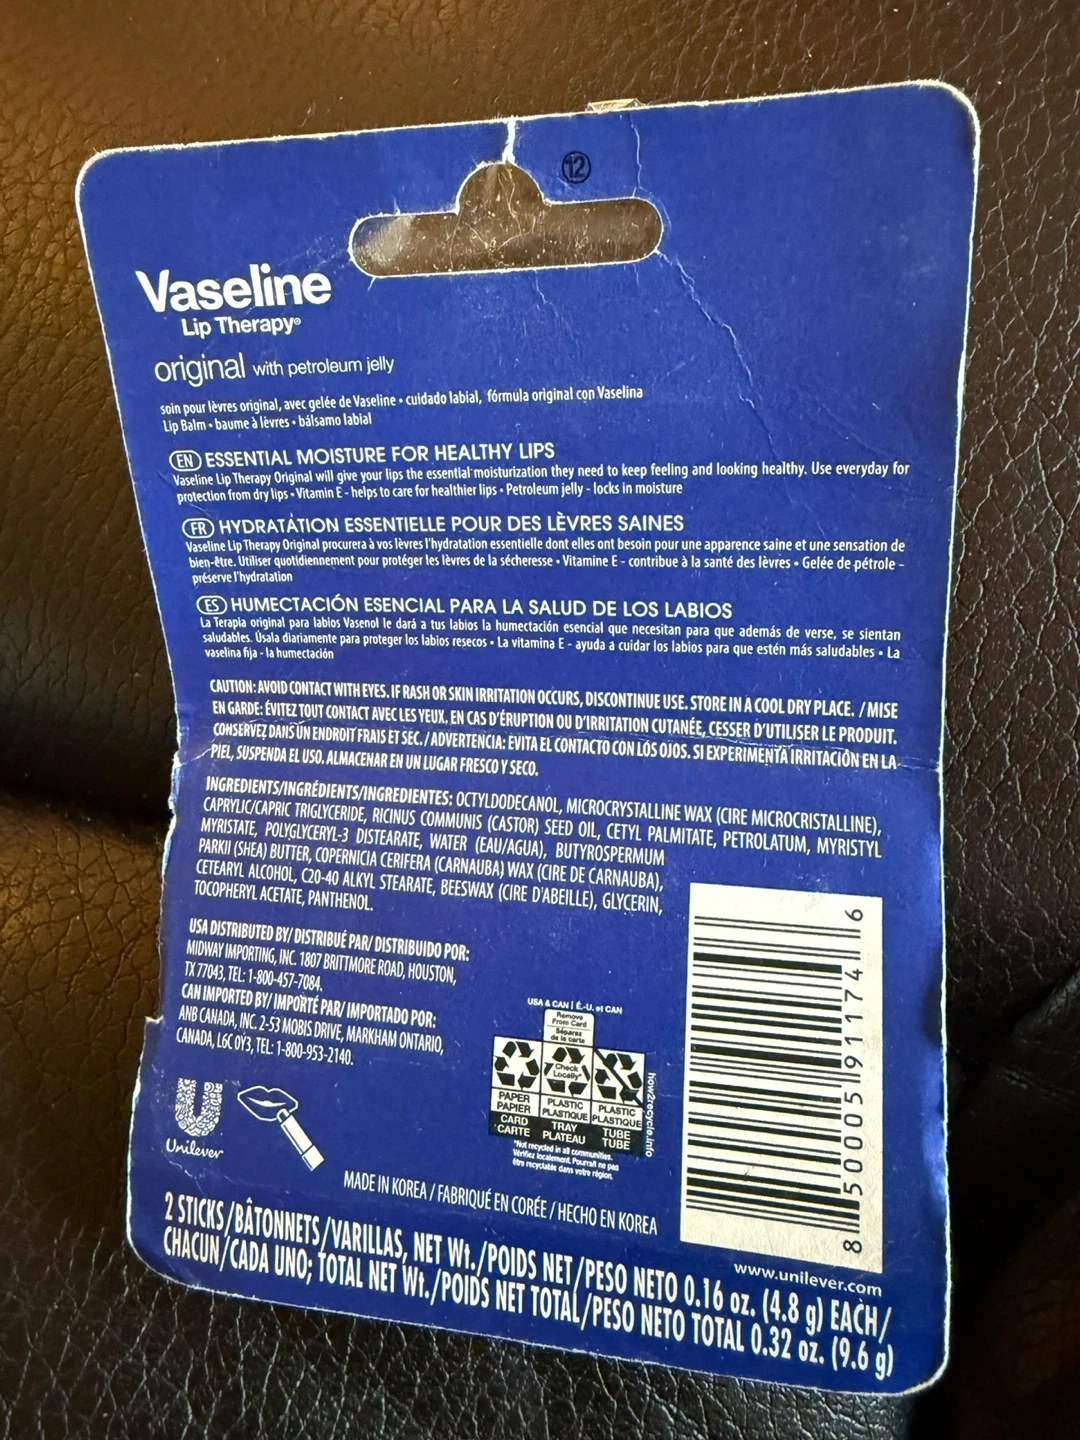 12
Vaseline
Lip Therapy®
original with petroleum jelly
soin pour lèvres original, avec gelée de Vaseline • cuidado labial, fórmula original con Vaselina
Lip Balm • baume à lèvres • bálsamo labial
EN ESSENTIAL MOISTURE FOR HEALTHY LIPS
Vaseline Lip Therapy Original will give your lips the essential moisturization they need to keep feeling and looking healthy. Use everyday for
protection from dry lips • Vitamin E - helps to care for healthier lips • Petroleum jelly - locks in moisture
FR HYDRATATION ESSENTIELLE POUR DES LÈVRES SAINES
Vaseline Lip Therapy Original procurera à vos lèvres l'hydratation essentielle dont elles ont besoin pour une apparence saine et une sensation de
bien-être. Utiliser quotidiennement pour protéger les lèvres de la sécheresse • Vitamine E - contribue à la santé des lèvres • Gelée de pétrole -
préserve l'hydratation
ES HUMECTACIÓN ESENCIAL PARA LA SALUD DE LOS LABIOS
La Terapia original para labios Vasenol le dará a tus labios la humectación esencial que necesitan para que además de verse, se sientan
saludables. Úsala diariamente para proteger los labios resecos • La vitamina E - ayuda a cuidar los labios para que estén más saludables • La
vaselina fija - la humectación
CAUTION: AVOID CONTACT WITH EYES. IF RASH OR SKIN IRRITATION OCCURS, DISCONTINUE USE. STORE IN A COOL DRY PLACE. / MISE
EN GARDE: ÉVITEZ TOUT CONTACT AVEC LES YEUX. EN CAS D'ÉRUPTION OU D'IRRITATION CUTANÉE, CESSER D'UTILISER LE PRODUIT.
CONSERVEZ DANS UN ENDROIT FRAIS ET SEC. / ADVERTENCIA: EVITA EL CONTACTO CON LOS OJOS. SI EXPERIMENTA IRRITACIÓN EN LA
PIEL, SUSPENDA EL USO. ALMACENAR EN UN LUGAR FRESCO Y SECO.
INGREDIENTS/INGRÉDIENTS/INGREDIENTES: OCTYLDODECANOL, MICROCRYSTALLINE WAX (CIRE MICROCRISTALLINE),
CAPRYLIC/CAPRIC TRIGLYCERIDE, RICINUS COMMUNIS (CASTOR) SEED OIL, CETYL PALMITATE, PETROLATUM, MYRISTYL
MYRISTATE, POLYGLYCERYL-3 DISTEARATE, WATER (EAU/AGUA), BUTYROSPERMUM
PARKII (SHEA) BUTTER, COPERNICIA CERIFERA (CARNAUBA) WAX (CIRE DE CARNAUBA),
CETEARYL ALCOHOL, C20-40 ALKYL STEARATE, BEESWAX (CIRE D'ABEILLE), GLYCERIN,
TOCOPHERYL ACETATE, PANTHENOL.
USA DISTRIBUTED BY/ DISTRIBUÉ PAR/ DISTRIBUIDO POR:
MIDWAY IMPORTING, INC. 1807 BRITTMORE ROAD, HOUSTON,
TX 77043, TEL: 1-800-457-7084.
CAN IMPORTED BY/ IMPORTÉ PAR/ IMPORTADO POR:
ANB CANADA, INC. 2-53 MOBIS DRIVE, MARKHAM ONTARIO,
CANADA, L6C 0Y3, TEL: 1-800-953-2140.
Unilever
USA & CAN | É.-U. et CAN
Remove
From Card
Séparez
de la carte
Check
Locally*
PAPER
PAPIER
PLASTIC
PLASTIQUE
PLASTIC
PLASTIQUE
CARD
CARTE
TRAY
PLATEAU
TUBE
TUBE
how2recycle.info
*Not recycled in all communities.
Vérifiez localement. Pourrait ne pas
être recyclable dans votre région.
8 50005 91174 6
MADE IN KOREA / FABRIQUÉ EN CORÉE / HECHO EN KOREA
www.unilever.com
2 STICKS/BÂTONNETS/VARILLAS, NET Wt./POIDS NET/PESO NETO 0.16 oz. (4.8 g) EACH/
CHACUN/CADA UNO; TOTAL NET Wt./POIDS NET TOTAL/PESO NETO TOTAL 0.32 oz. (9.6 g)